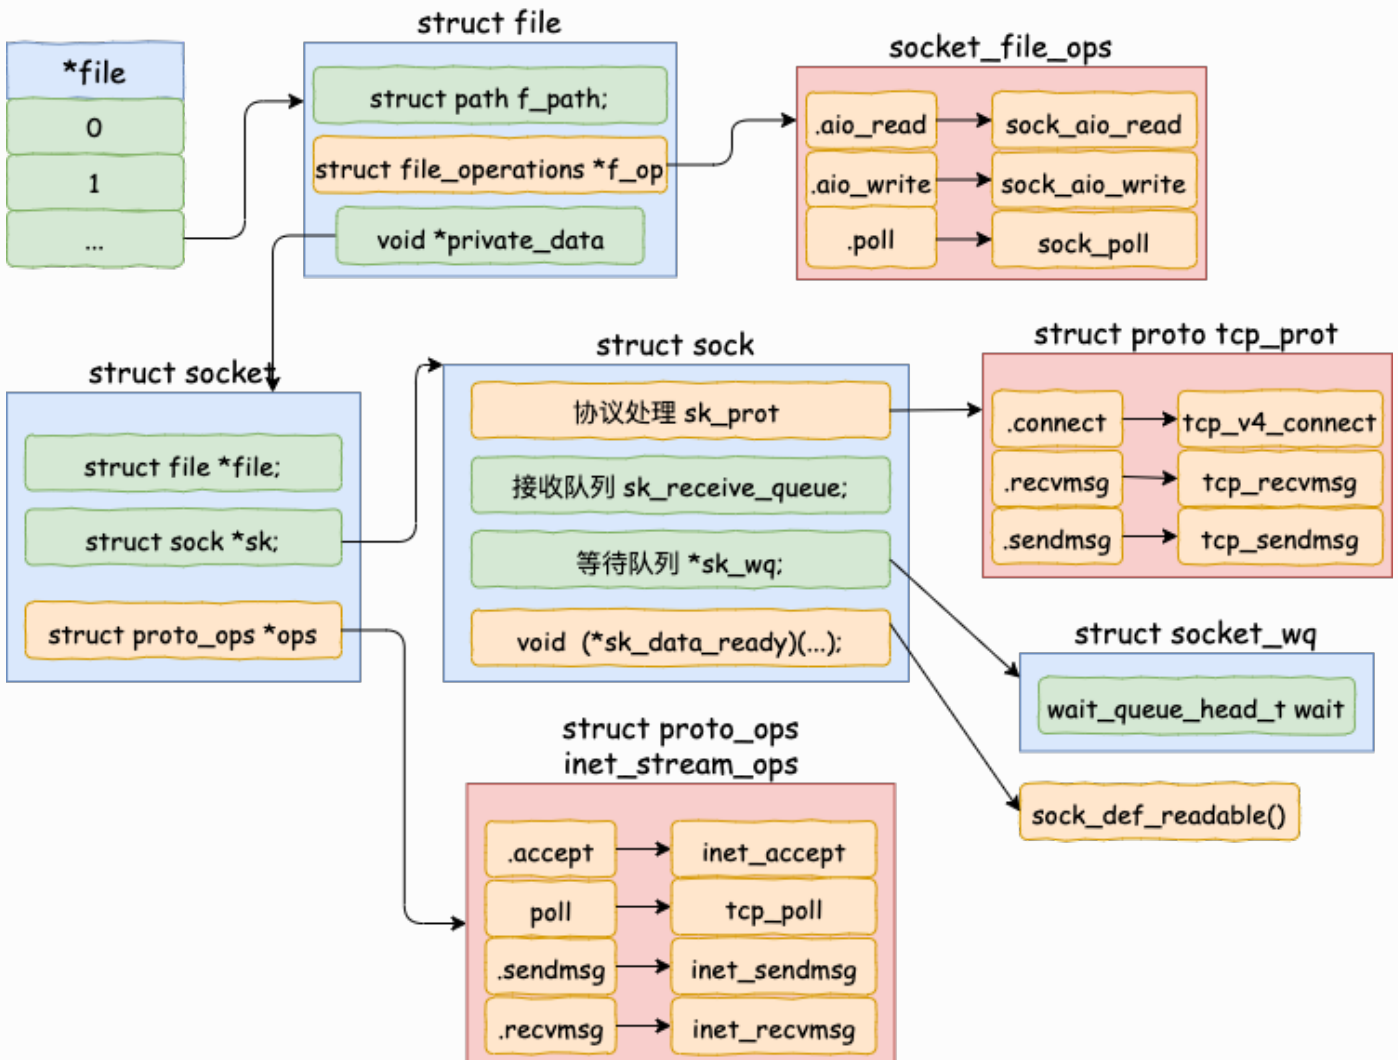 *file
0
1
...
struct file
struct path f_path;
struct file_operations *f_op
void *private_data
socket_file_ops
.aio_read
sock_aio_read
.aio_write
sock_aio_write
.poll
sock_poll
struct socket
struct file *file;
struct sock *sk;
struct proto_ops *ops
struct sock
协议处理 sk_prot
接收队列 sk_receive_queue;
等待队列 *sk_wq;
void (*sk_data_ready)(...);
struct proto tcp_prot
.connect
tcp_v4_connect
.recvmsg
tcp_recvmsg
.sendmsg
tcp_sendmsg
struct socket_wq
wait_queue_head_t wait
sock_def_readable()
struct proto_ops
inet_stream_ops
.accept
inet_accept
poll
tcp_poll
.sendmsg
inet_sendmsg
.recvmsg
inet_recvmsg